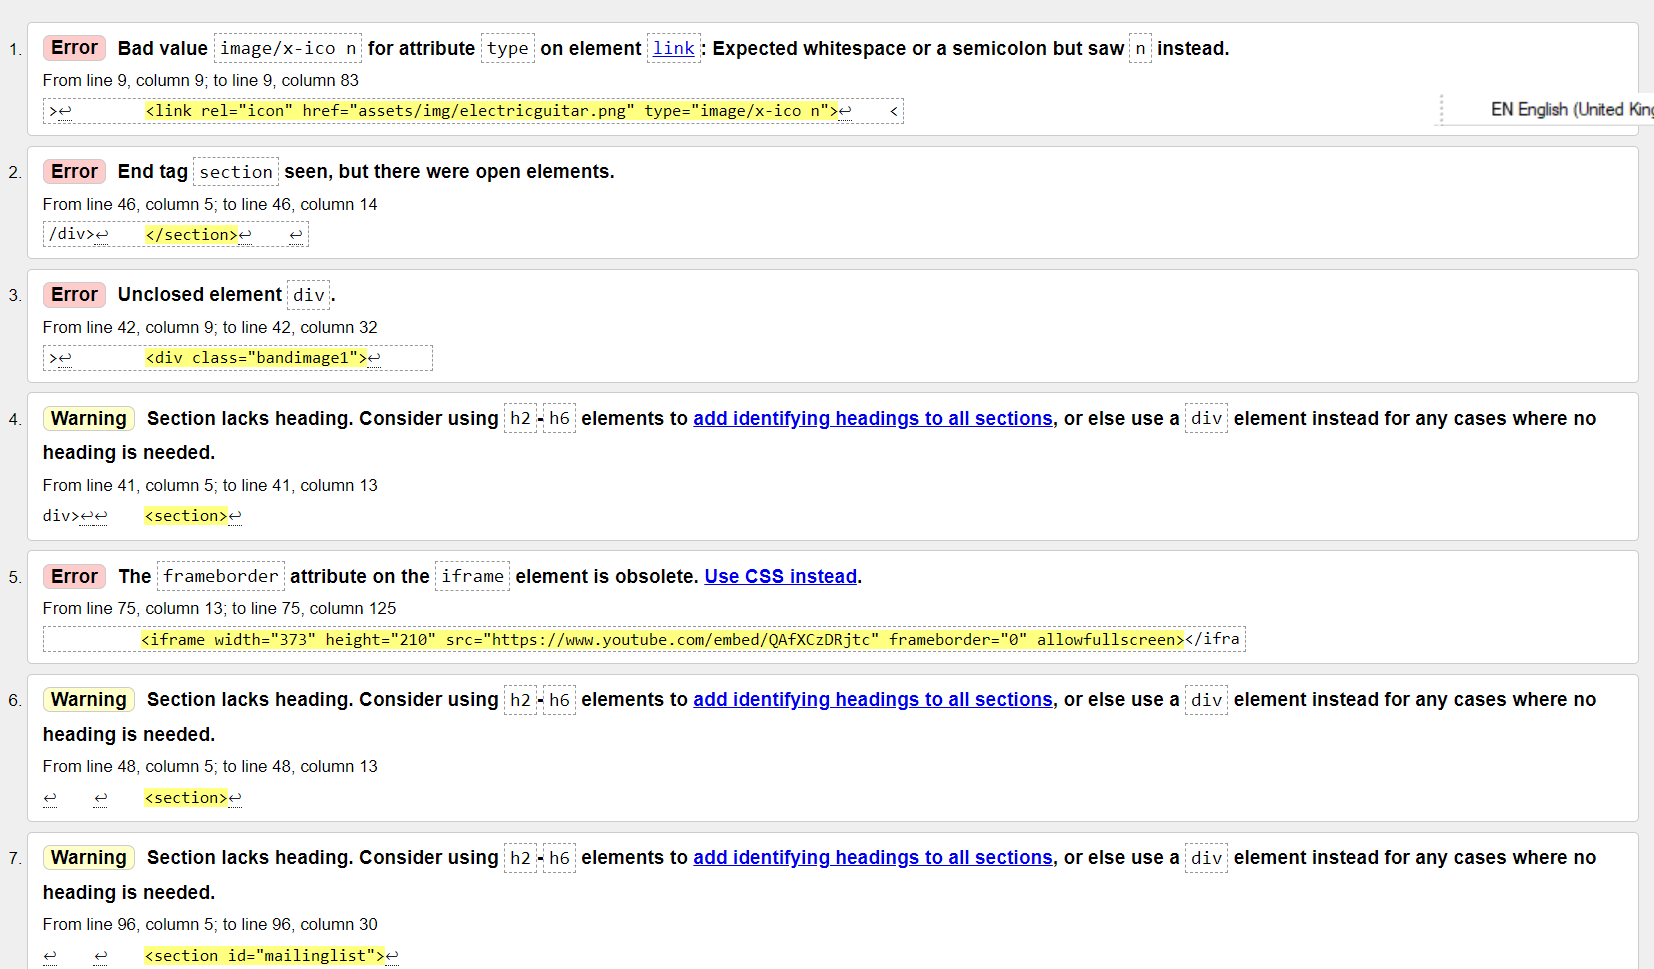 1. Error Bad value image/x-ico n for attribute type on element link: Expected whitespace or a semicolon but saw n instead.
From line 9, column 9; to line 9, column 83
>↩ <link rel="icon" href="assets/img/electricguitar.png" type="image/x-ico n">↩ <
EN English (United King
2. Error End tag section seen, but there were open elements.
From line 46, column 5; to line 46, column 14
/div>↩ </section>↩ ↩
3. Error Unclosed element div.
From line 42, column 9; to line 42, column 32
>↩ <div class="bandimage1">↩
4. Warning Section lacks heading. Consider using h2-h6 elements to add identifying headings to all sections, or else use a div element instead for any cases where no
heading is needed.
From line 41, column 5; to line 41, column 13
div>↩↩ <section>↩
5. Error The frameborder attribute on the iframe element is obsolete. Use CSS instead.
From line 75, column 13; to line 75, column 125
<iframe width="373" height="210" src="https://www.youtube.com/embed/QAfXCzDRjtc" frameborder="0" allowfullscreen></ifra
6. Warning Section lacks heading. Consider using h2-h6 elements to add identifying headings to all sections, or else use a div element instead for any cases where no
heading is needed.
From line 48, column 5; to line 48, column 13
↩ ↩ <section>↩
7. Warning Section lacks heading. Consider using h2-h6 elements to add identifying headings to all sections, or else use a div element instead for any cases where no
heading is needed.
From line 96, column 5; to line 96, column 30
↩ ↩ <section id="mailinglist">↩